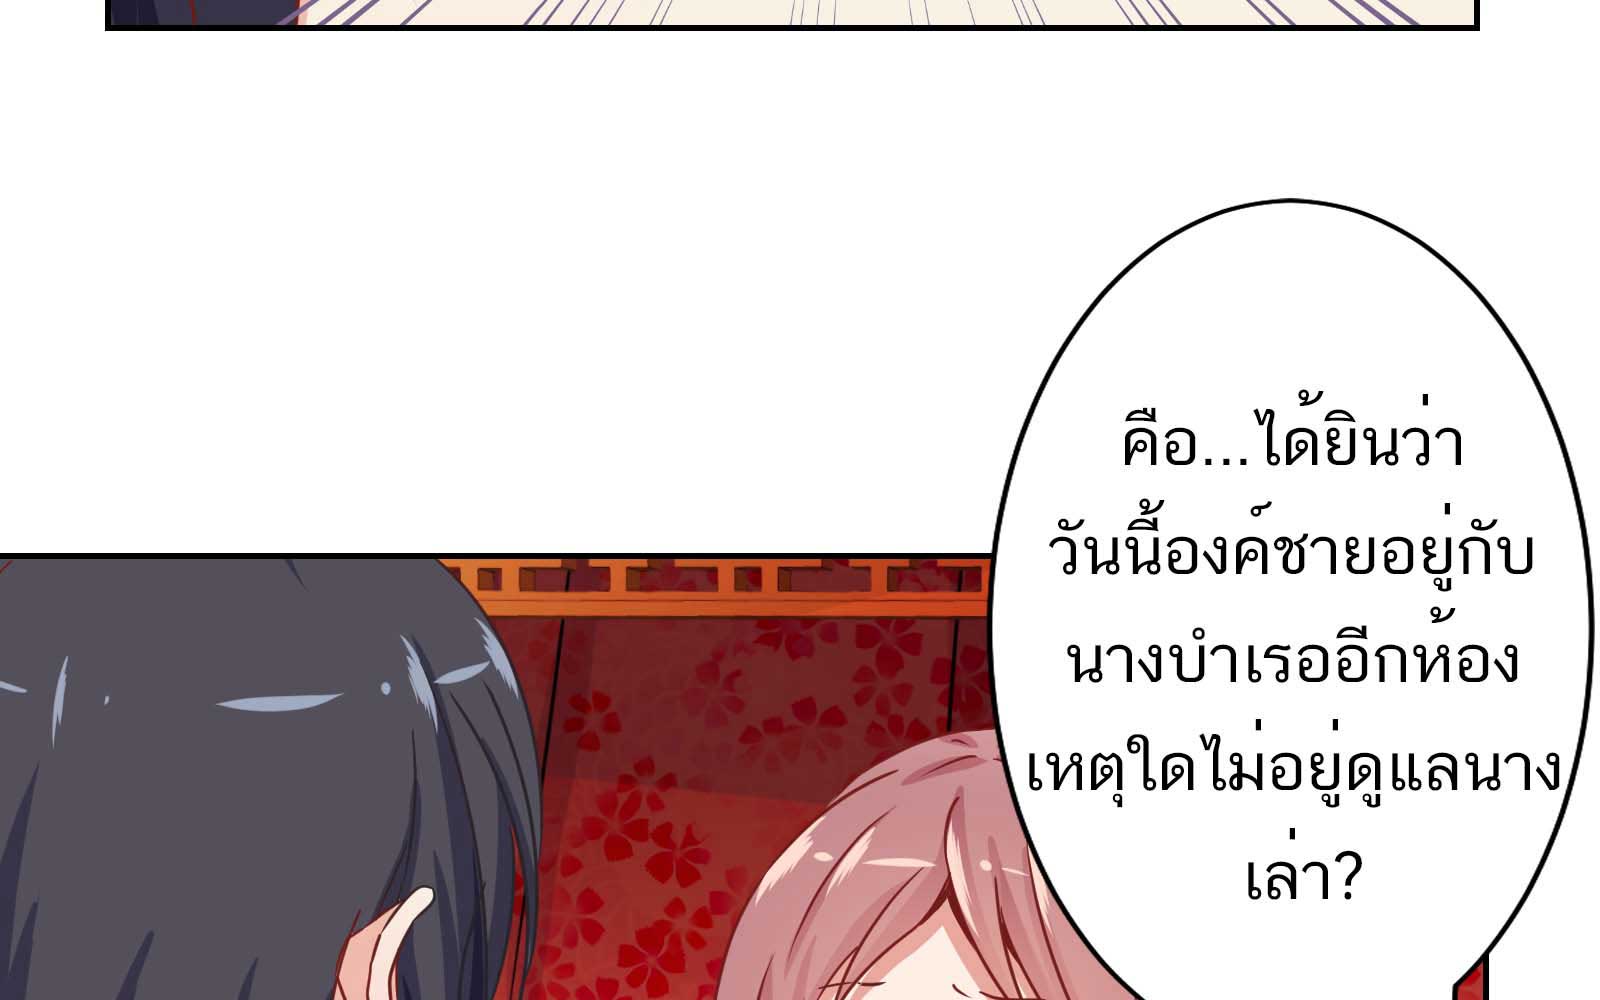 คือ...ได้ยินว่า
วันนี้องค์ชายอยู่กับ
นางบำเรออีกห้อง
เหตุใดไม่อยู่ดูแลนาง
เล่า?